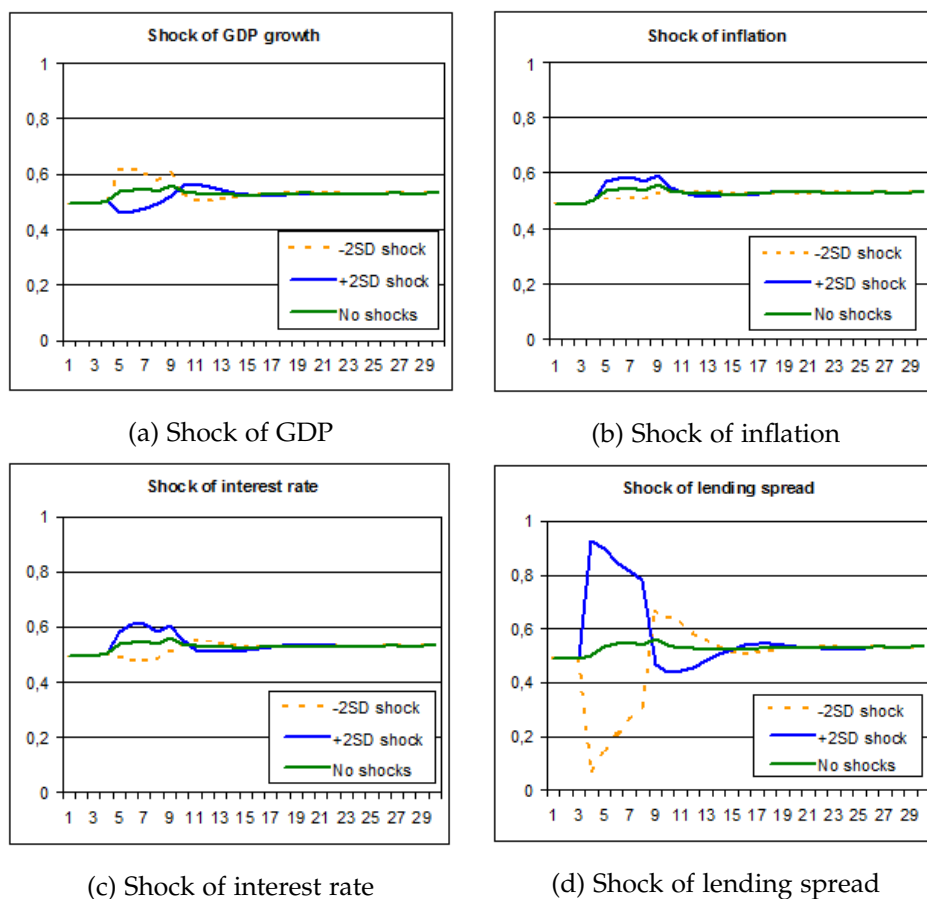 Shock of GDP growth
1
0,8
0,6
0,4
0,2
0
-2SD shock
+2SD shock
No shocks
1 3 5 7 9 11 13 15 17 19 21 23 25 27 29
(a) Shock of GDP
Shock of inflation
1
0,8
0,6
0,4
0,2
0
-2SD shock
+2SD shock
No shocks
1 3 5 7 9 11 13 15 17 19 21 23 25 27 29
(b) Shock of inflation
Shock of interest rate
1
0,8
0,6
0,4
0,2
0
-2SD shock
+2SD shock
No shocks
1 3 5 7 9 11 13 15 17 19 21 23 25 27 29
(c) Shock of interest rate
Shock of lending spread
1
0,8
0,6
0,4
0,2
0
-2SD shock
+2SD shock
No shocks
1 3 5 7 9 11 13 15 17 19 21 23 25 27 29
(d) Shock of lending spread